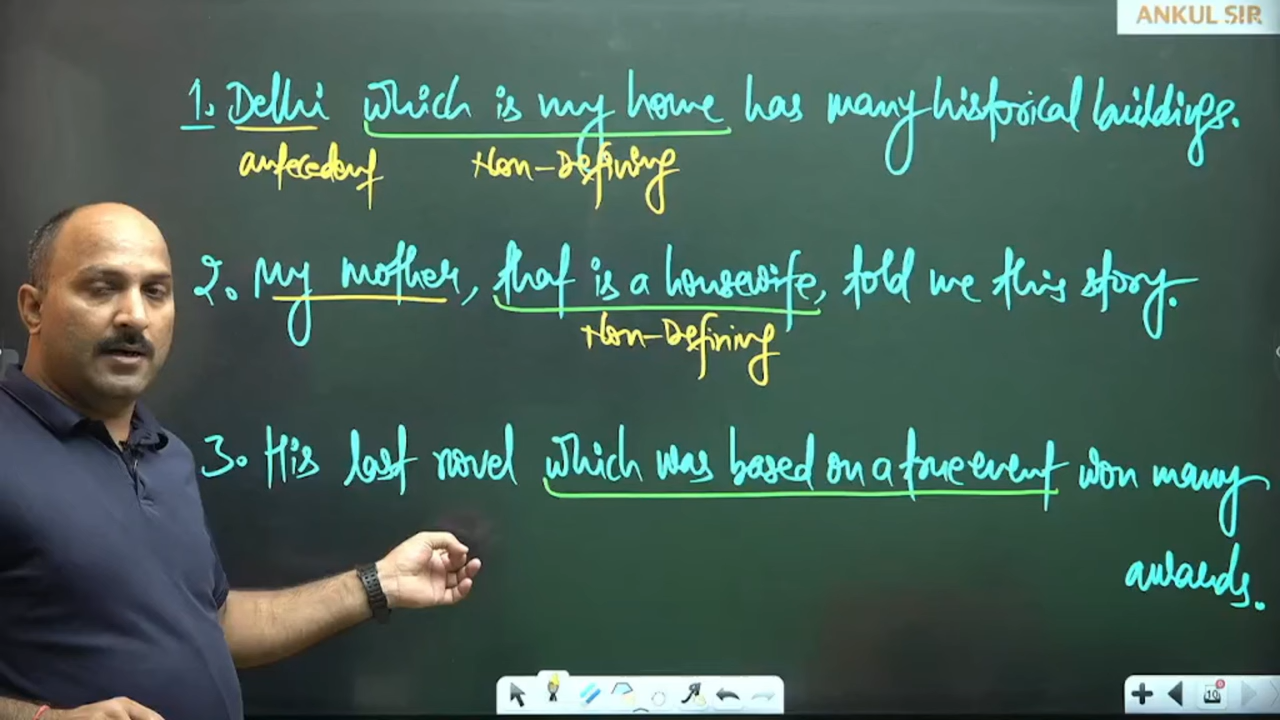 ANKUL SIR
1. Delhi which is my home has many historical buildings.
antecedent Non-Defining
2. My mother, that is a housewife, told me this story.
Non-Defining
3. His last novel which was based on a true event won many
awards.
10